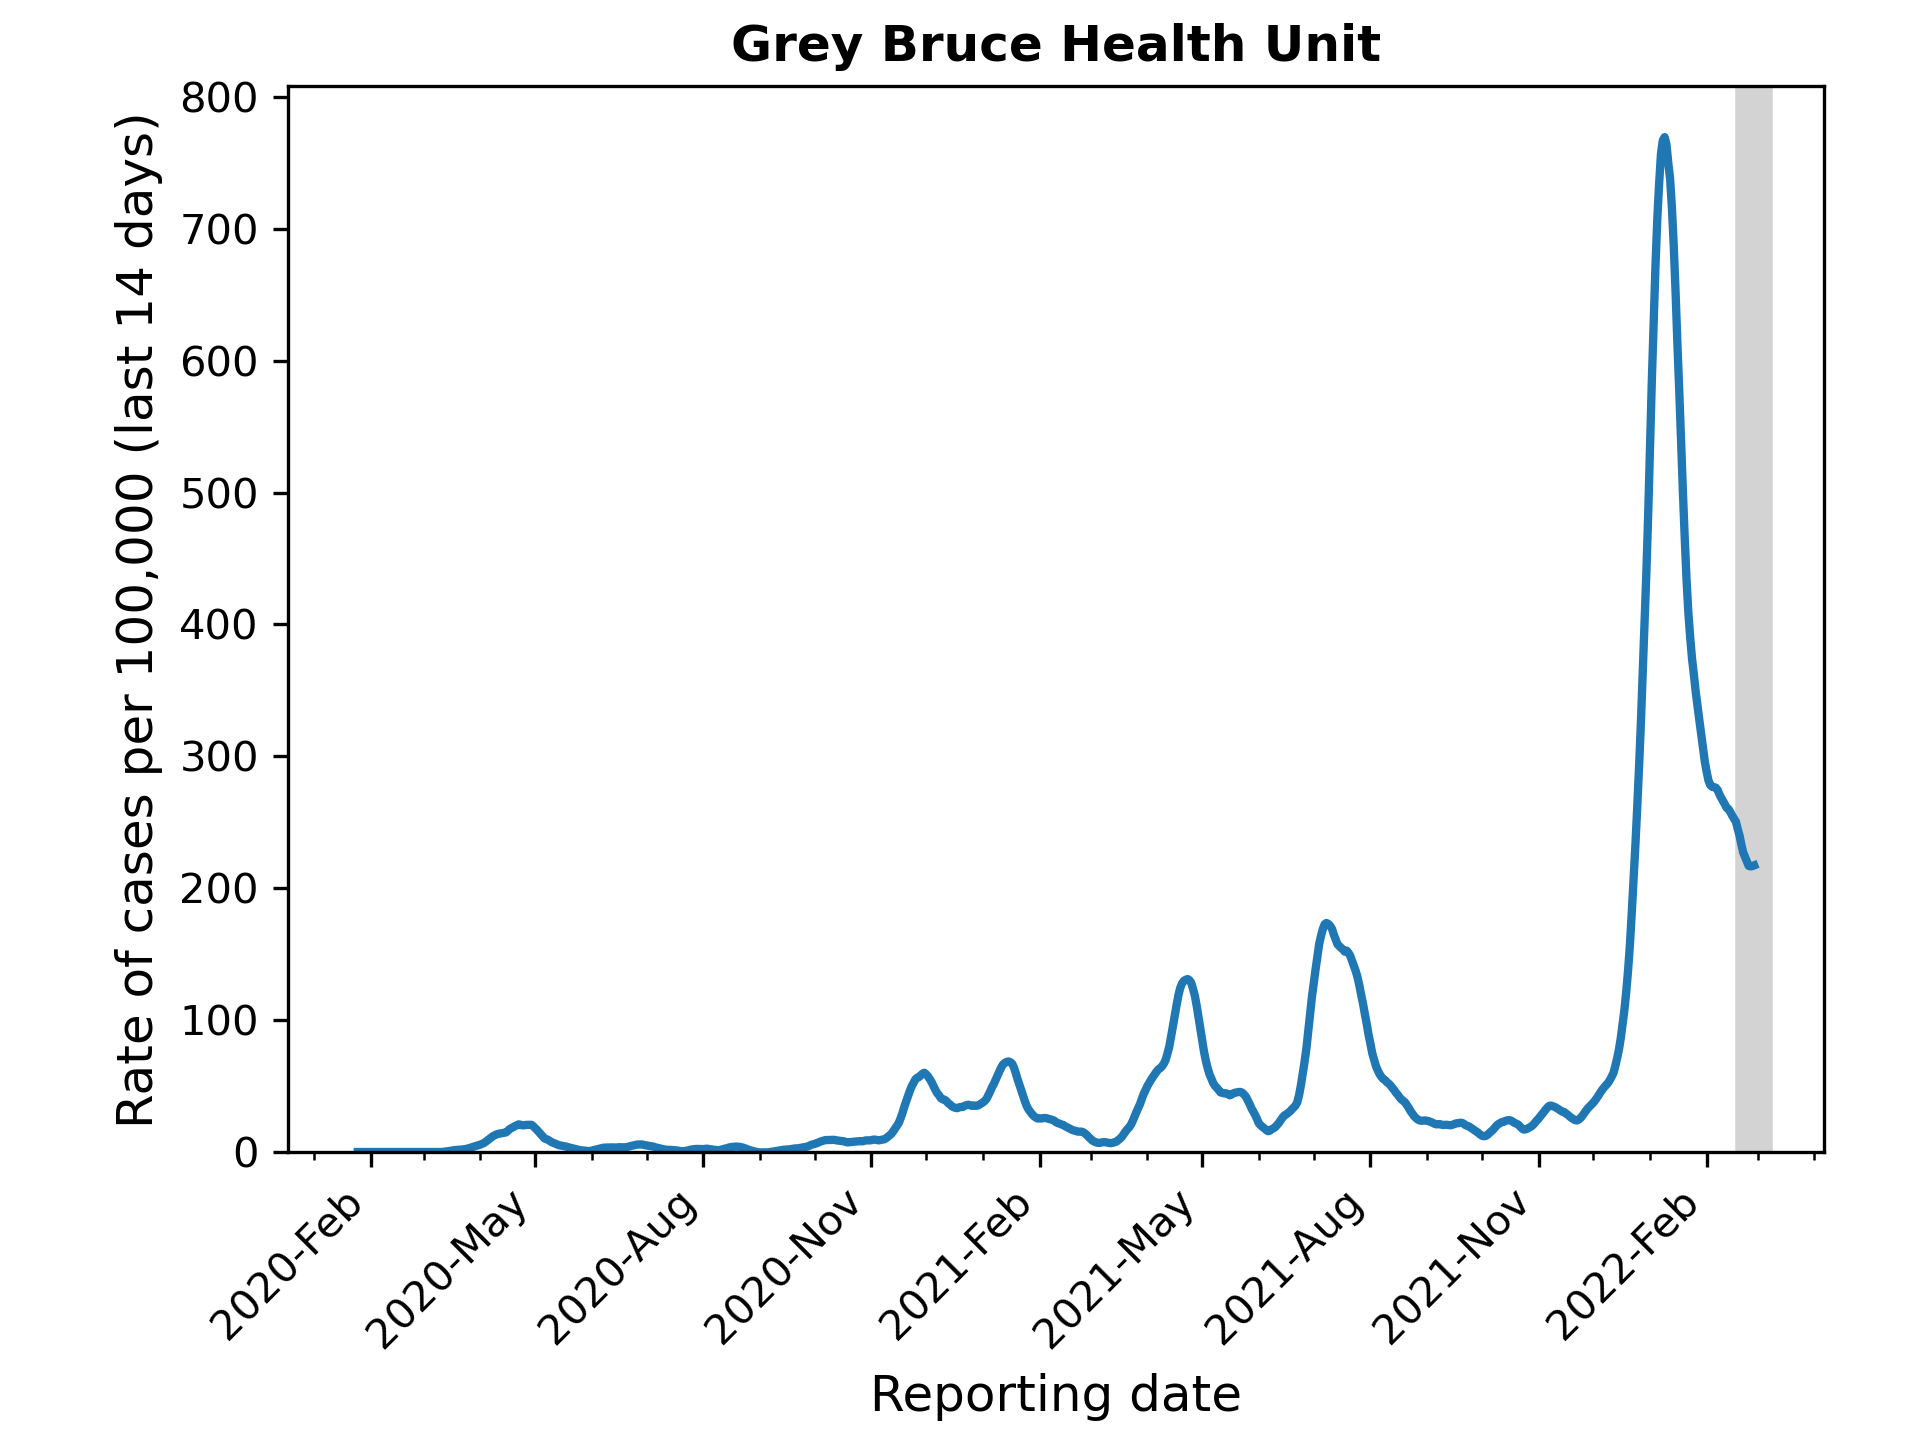 Grey Bruce Health Unit
Rate of cases per 100,000 (last 14 days)
800
700
600
500
400
300
200
100
0
2020-Feb
2020-May
2020-Aug
2020-Nov
2021-Feb
2021-May
2021-Aug
2021-Nov
2022-Feb
Reporting date